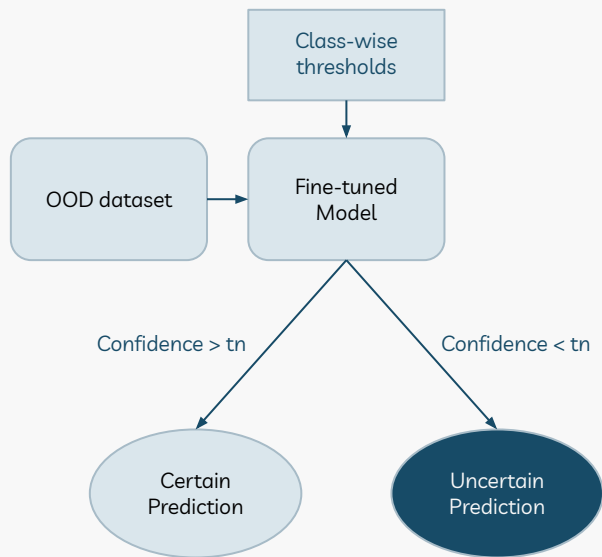 Class-wise
thresholds
OOD dataset
Fine-tuned
Model
Confidence > tn
Confidence < tn
Certain
Prediction
Uncertain
Prediction